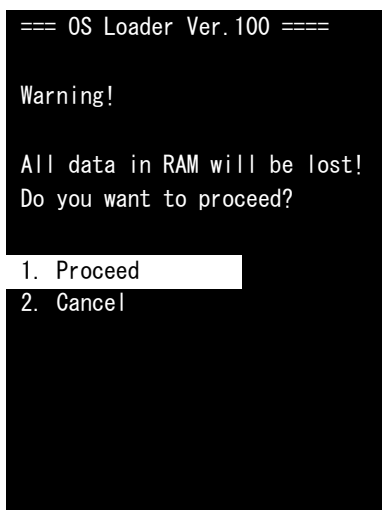 === OS Loader Ver.100 ====
Warning!
All data in RAM will be lost!
Do you want to proceed?
1. Proceed
2. Cancel